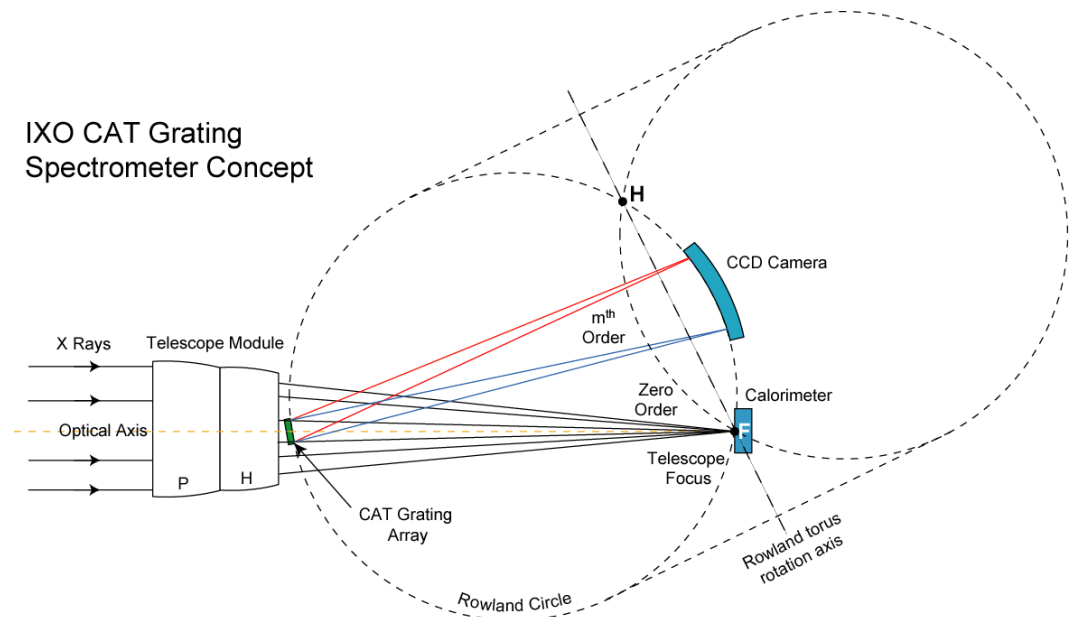 IXO CAT Grating
Spectrometer Concept
H
CCD Camera
mth
Order
X Rays
Telescope Module
Zero
Order
Calorimeter
Optical Axis
F
Telescope
Focus
P
H
CAT Grating
Array
Rowland torus
rotation axis
Rowland Circle